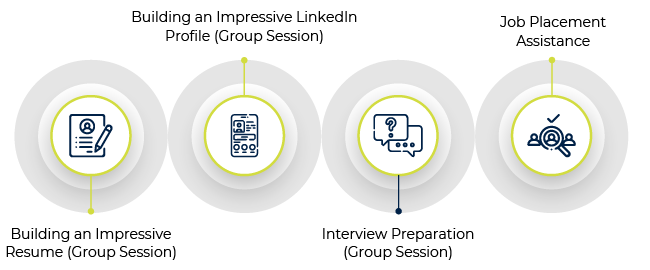 Building an Impressive LinkedIn
Profile (Group Session)
Job Placement
Assistance
Building an Impressive
Resume (Group Session)
Interview Preparation
(Group Session)